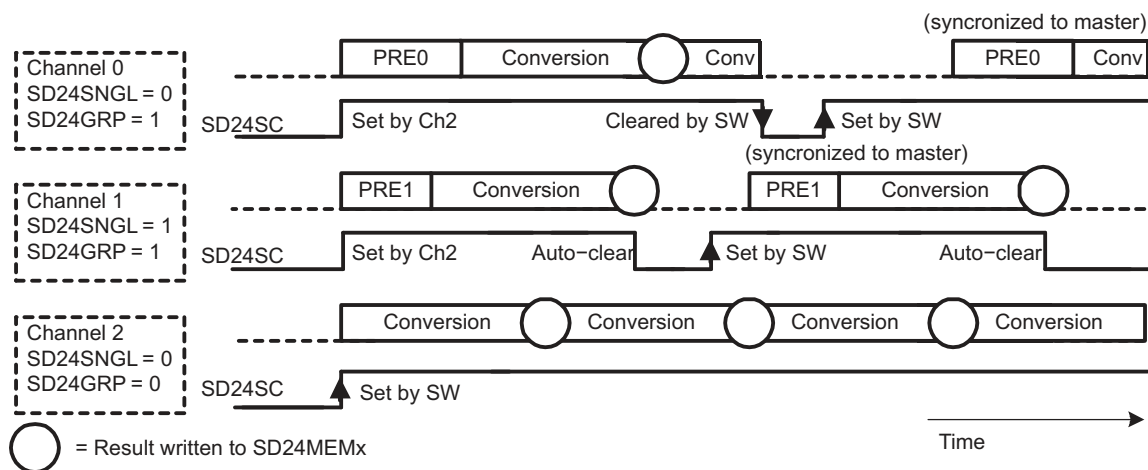 (syncronized to master)
Channel 0
SD24SNGL = 0
SD24GRP = 1
PRE0 Conversion Conv PRE0 Conv
SD24SC Set by Ch2 Cleared by SW Set by SW
(syncronized to master)
Channel 1
SD24SNGL = 1
SD24GRP = 1
PRE1 Conversion PRE1 Conversion
SD24SC Set by Ch2 Auto−clear Set by SW Auto−clear
Channel 2
SD24SNGL = 0
SD24GRP = 0
Conversion Conversion Conversion Conversion
SD24SC Set by SW
= Result written to SD24MEMx
Time